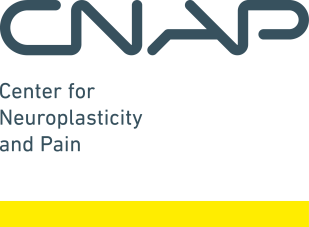 CNAP
Center for
Neuroplasticity
and Pain